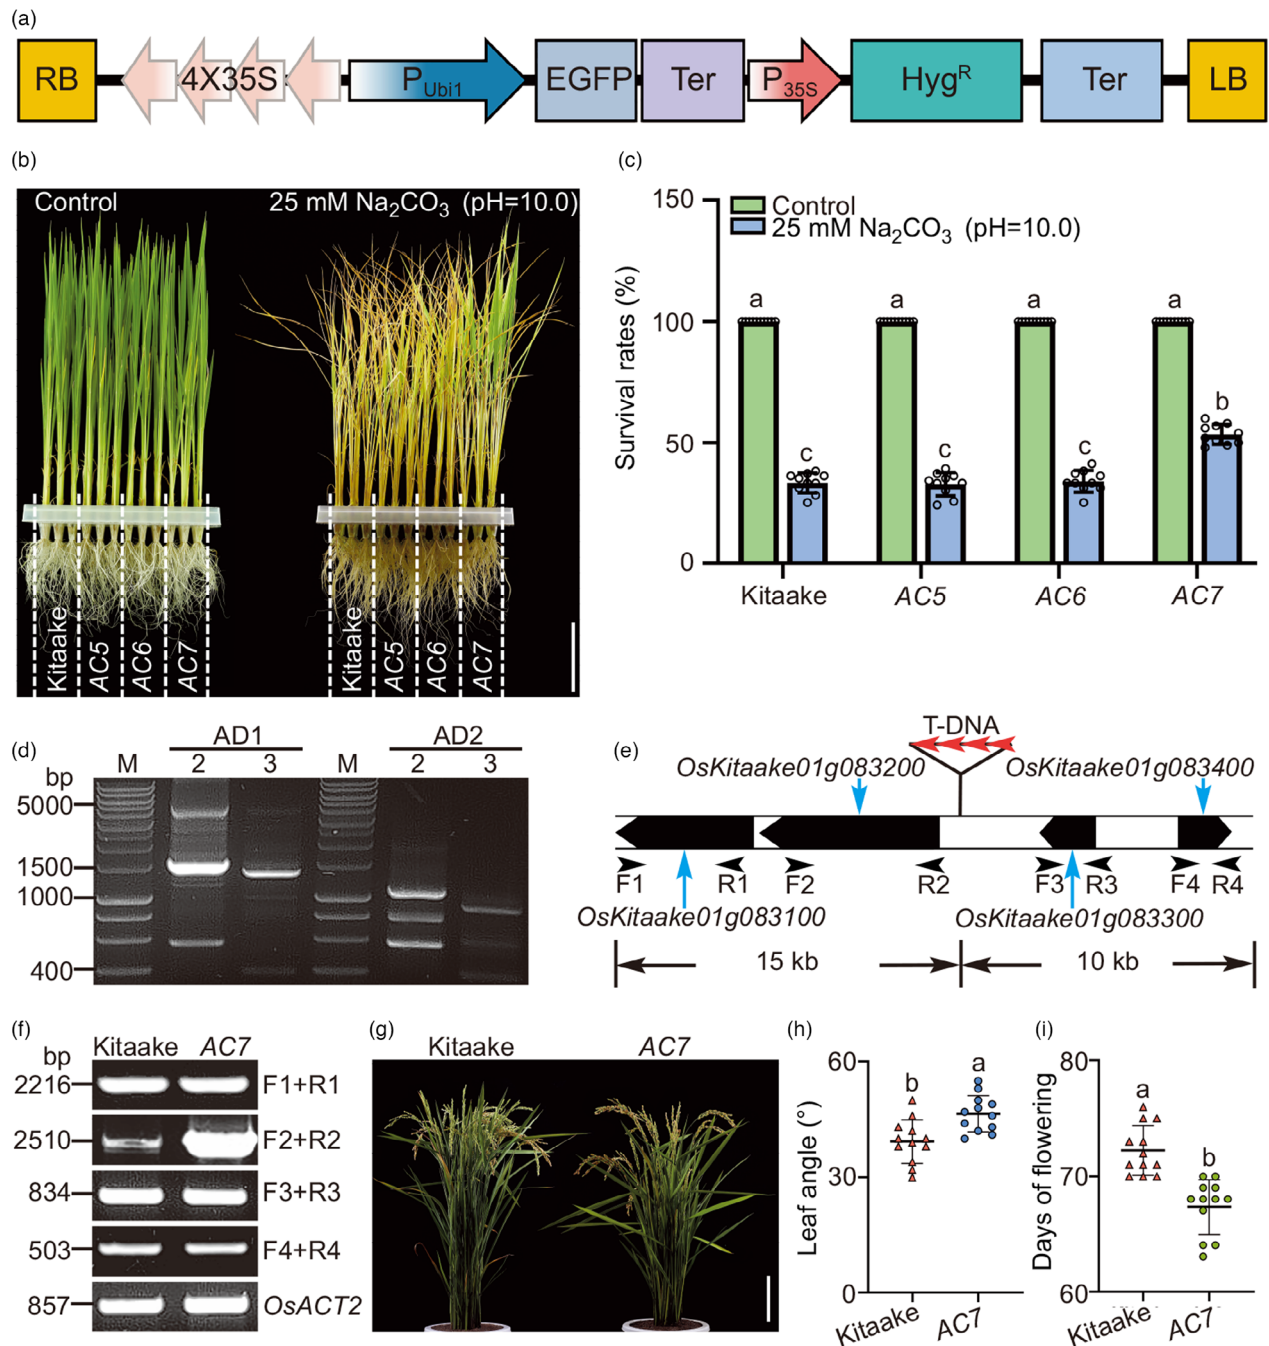 (a)
RB 4X35S P Ubi1 EGFP Ter P 35S Hyg^R Ter LB
(b)
Control 25 mM Na₂CO₃ (pH=10.0)
Kitaake AC5 AC6 AC7 Kitaake AC5 AC6 AC7
(c)
Survival rates (%)
150
100
50
0
Control
25 mM Na₂CO₃ (pH=10.0)
a a a a
c c c b
Kitaake AC5 AC6 AC7
(d)
AD1 AD2
bp M 2 3 M 2 3
5000
1500
1000
400
(e)
T-DNA
OsKitaake01g083200 OsKitaake01g083400
F1 R1 F2 R2 F3 R3 F4 R4
OsKitaake01g083100 OsKitaake01g083300
15 kb 10 kb
(f)
bp Kitaake AC7
2216 F1+R1
2510 F2+R2
834 F3+R3
503 F4+R4
857 OsACT2
(g)
Kitaake AC7
(h)
Leaf angle (°)
60
30
0
b a
Kitaake AC7
(i)
Days of flowering
80
70
60
a b
Kitaake AC7